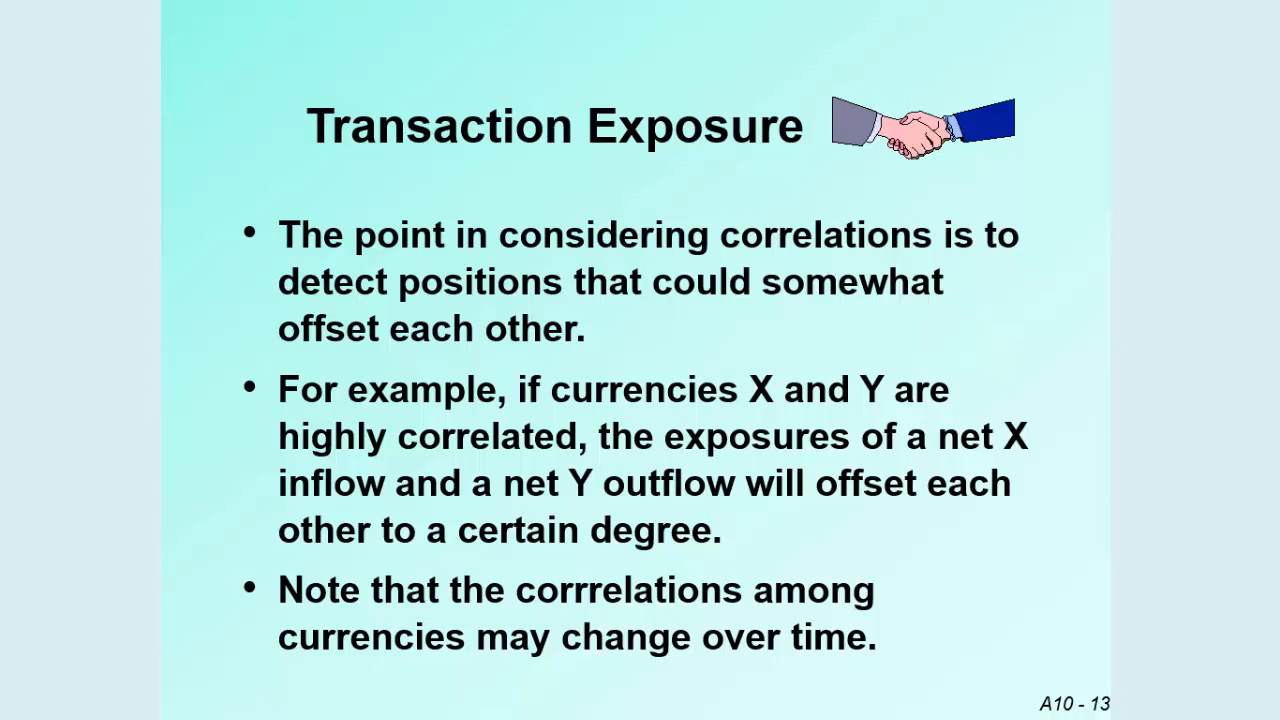 Transaction Exposure
• The point in considering correlations is to
detect positions that could somewhat
offset each other.
• For example, if currencies X and Y are
highly correlated, the exposures of a net X
inflow and a net Y outflow will offset each
other to a certain degree.
• Note that the corrrelations among
currencies may change over time.
A10 - 13